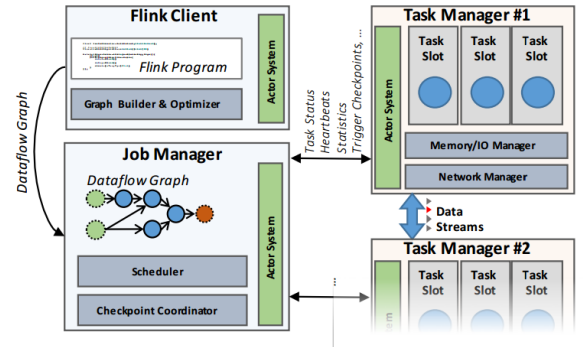 Flink Client
Flink Program
Graph Builder & Optimizer
Actor System
Dataflow Graph
Job Manager
Dataflow Graph
Scheduler
Checkpoint Coordinator
Actor System
Task Status
Heartbeats
Statistics
Trigger Checkpoints, ...
...
Task Manager #1
Actor System
Task
Slot
Task
Slot
Task
Slot
Memory/IO Manager
Network Manager
Data
Streams
Task Manager #2
Task
Slot
Task
Slot
Task
Slot